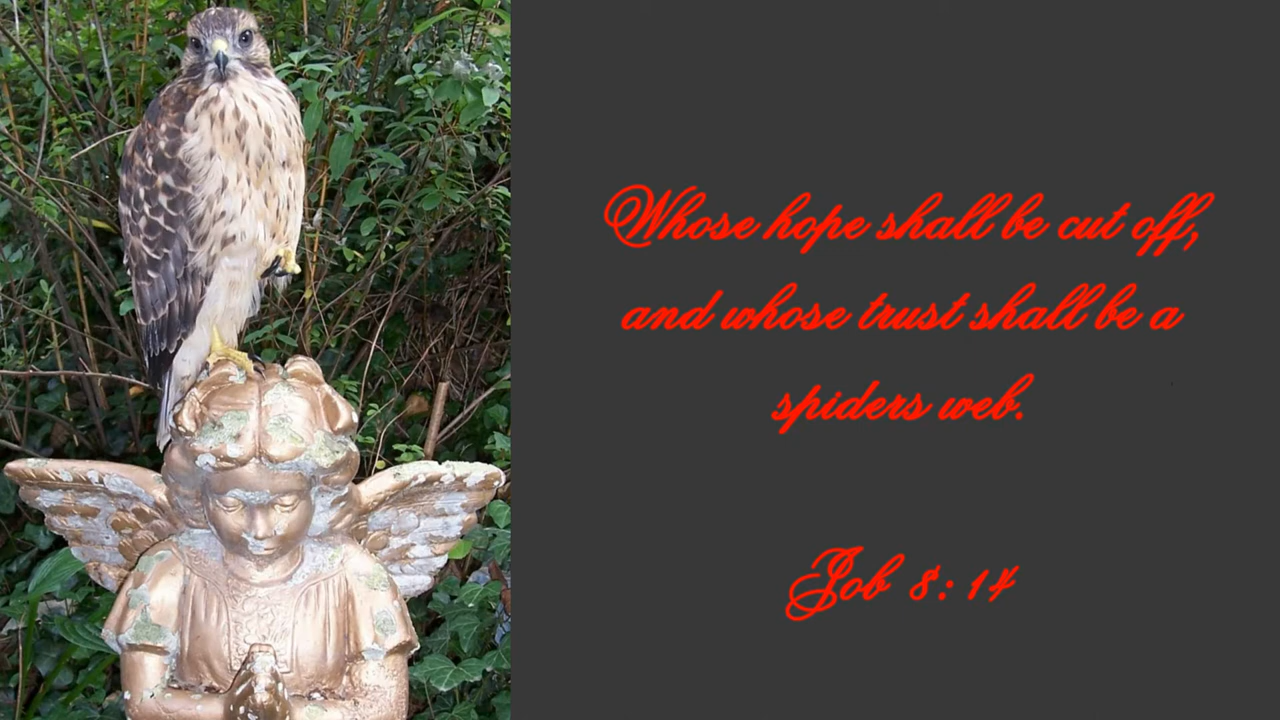 Whose hope shall be cut off,
and whose trust shall be a
spiders web.
Job 8: 14